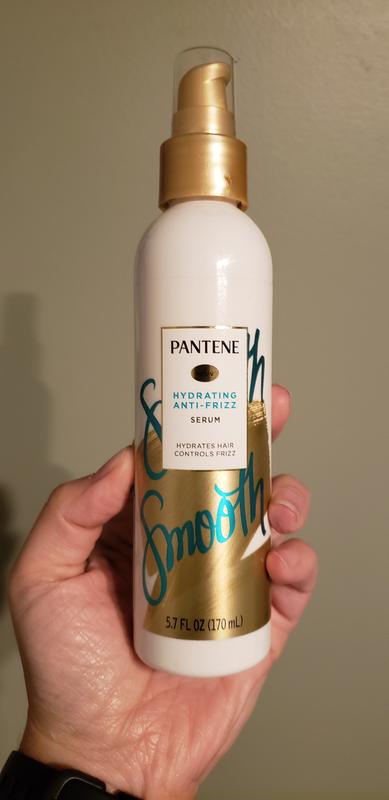 PANTENE
HYDRATING
ANTI-FRIZZ
SERUM
HYDRATES HAIR
CONTROLS FRIZZ
Smooth
5.7 FL OZ (170 mL)